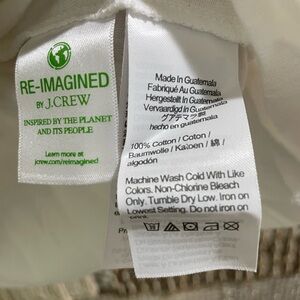 RE-IMAGINED
BY J.CREW
INSPIRED BY THE PLANET
AND ITS PEOPLE
Learn more at
jcrew.com/reimagined
Made In Guatemala
Fabriqué Au Guatemala
Hergestellt In Guatemala
Vervaardigd in Guatemala
グアテマラ製
hecho en guatemala
100% Cotton / Coton /
Baumwolle / Katoen / 綿 /
algodón
Machine Wash Cold With Like
Colors. Non-Chlorine Bleach
Only. Tumble Dry Low. Iron on
Lowest Setting. Do not iron on